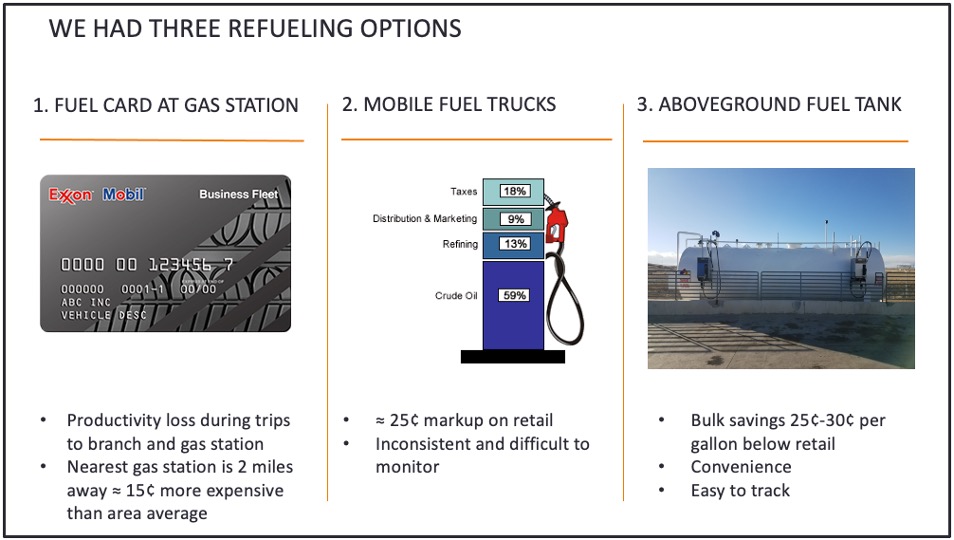 WE HAD THREE REFUELING OPTIONS
1. FUEL CARD AT GAS STATION
Exxon Mobil
Business Fleet
0000 00 123456 7
000000 0001-1 00/00
ABC INC
VEHICLE DESC
• Productivity loss during trips
to branch and gas station
• Nearest gas station is 2 miles
away ≈ 15¢ more expensive
than area average
2. MOBILE FUEL TRUCKS
Taxes 18%
Distribution & Marketing 9%
Refining 13%
Crude Oil 59%
• ≈ 25¢ markup on retail
• Inconsistent and difficult to
monitor
3. ABOVEGROUND FUEL TANK
• Bulk savings 25¢-30¢ per
gallon below retail
• Convenience
• Easy to track